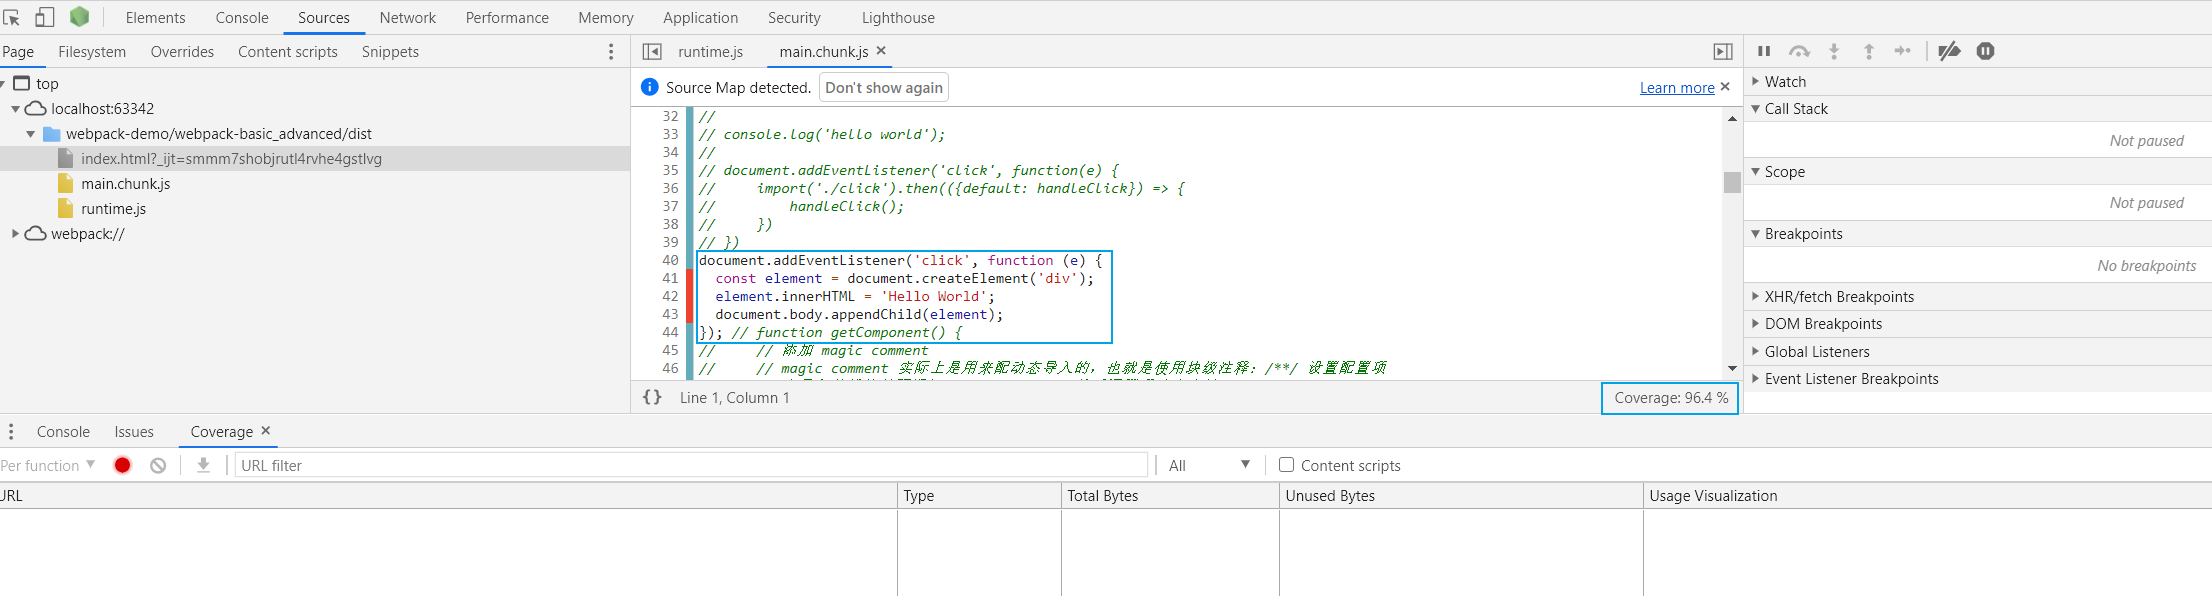 Elements Console Sources Network Performance Memory Application Security Lighthouse
Page Filesystem Overrides Content scripts Snippets
top
localhost:63342
webpack-demo/webpack-basic_advanced/dist
index.html?_ijt=smmm7shobjrutl4rvhe4gstlvg
main.chunk.js
runtime.js
webpack://
runtime.js main.chunk.js
Source Map detected. Don't show again Learn more
32 //
33 // console.log('hello world');
34 //
35 // document.addEventListener('click', function(e) {
36 //     import('./click').then(({default: handleClick}) => {
37 //         handleClick();
38 //     })
39 // })
40 document.addEventListener('click', function (e) {
41   const element = document.createElement('div');
42   element.innerHTML = 'Hello World';
43   document.body.appendChild(element);
44 }); // function getComponent() {
45 //     // 添加 magic comment
46 //     // magic comment 实际上是用来配动态导入的，也就是使用块级注释：/**/ 设置配置项
{} Line 1, Column 1 Coverage: 96.4 %
Watch
Call Stack
Not paused
Scope
Not paused
Breakpoints
No breakpoints
XHR/fetch Breakpoints
DOM Breakpoints
Global Listeners
Event Listener Breakpoints
Console Issues Coverage
Per function URL filter All Content scripts
URL Type Total Bytes Unused Bytes Usage Visualization